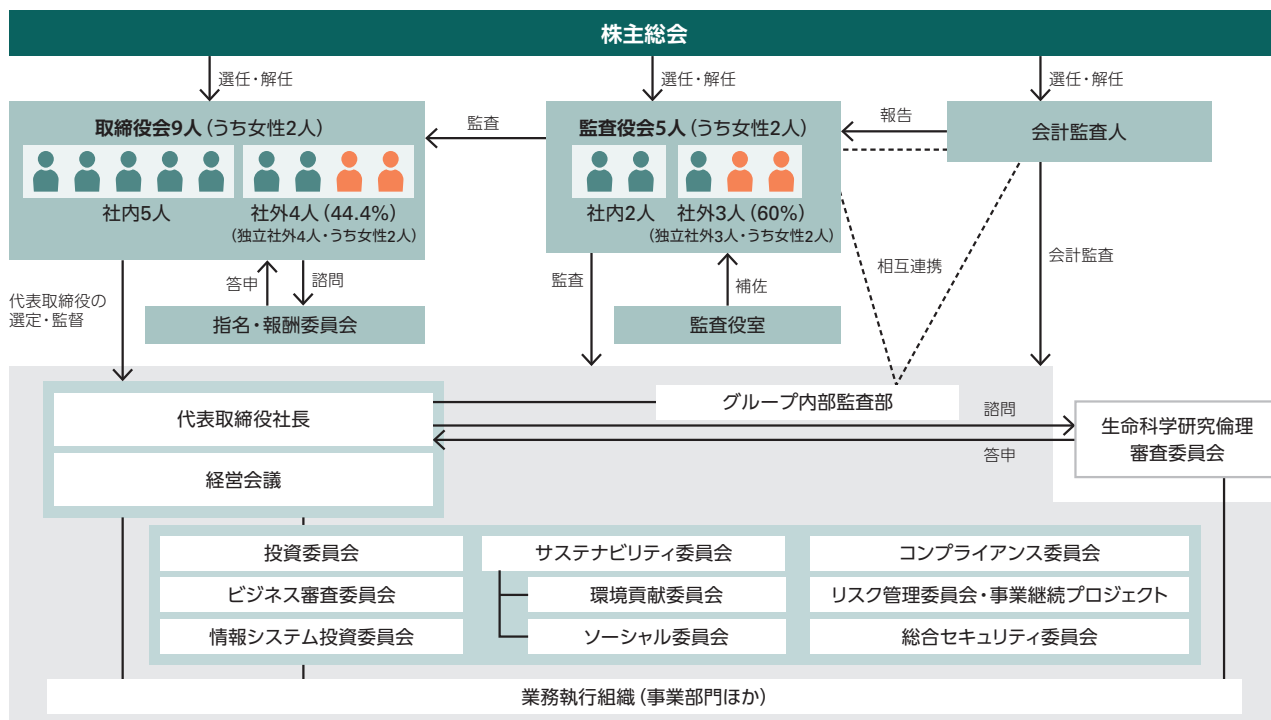 株主総会
選任・解任
選任・解任
選任・解任
取締役会9人（うち女性2人）
社内5人
社外4人（44.4%）
（独立社外4人・うち女性2人）
監査
監査役会5人（うち女性2人）
社内2人
社外3人（60%）
（独立社外3人・うち女性2人）
報告
会計監査人
代表取締役の
選定・監督
答申
諮問
指名・報酬委員会
監査
補佐
監査役室
相互連携
会計監査
代表取締役社長
経営会議
グループ内部監査部
諮問
答申
生命科学研究倫理
審査委員会
投資委員会
ビジネス審査委員会
情報システム投資委員会
サステナビリティ委員会
環境貢献委員会
ソーシャル委員会
コンプライアンス委員会
リスク管理委員会・事業継続プロジェクト
総合セキュリティ委員会
業務執行組織（事業部門ほか）